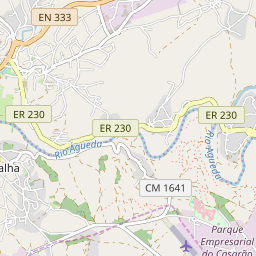 EN 333
ER 230
ER 230
ER 230
Rio Águeda
Rio Águeda
alha
CM 1641
Parque
Empresarial
do Casarão